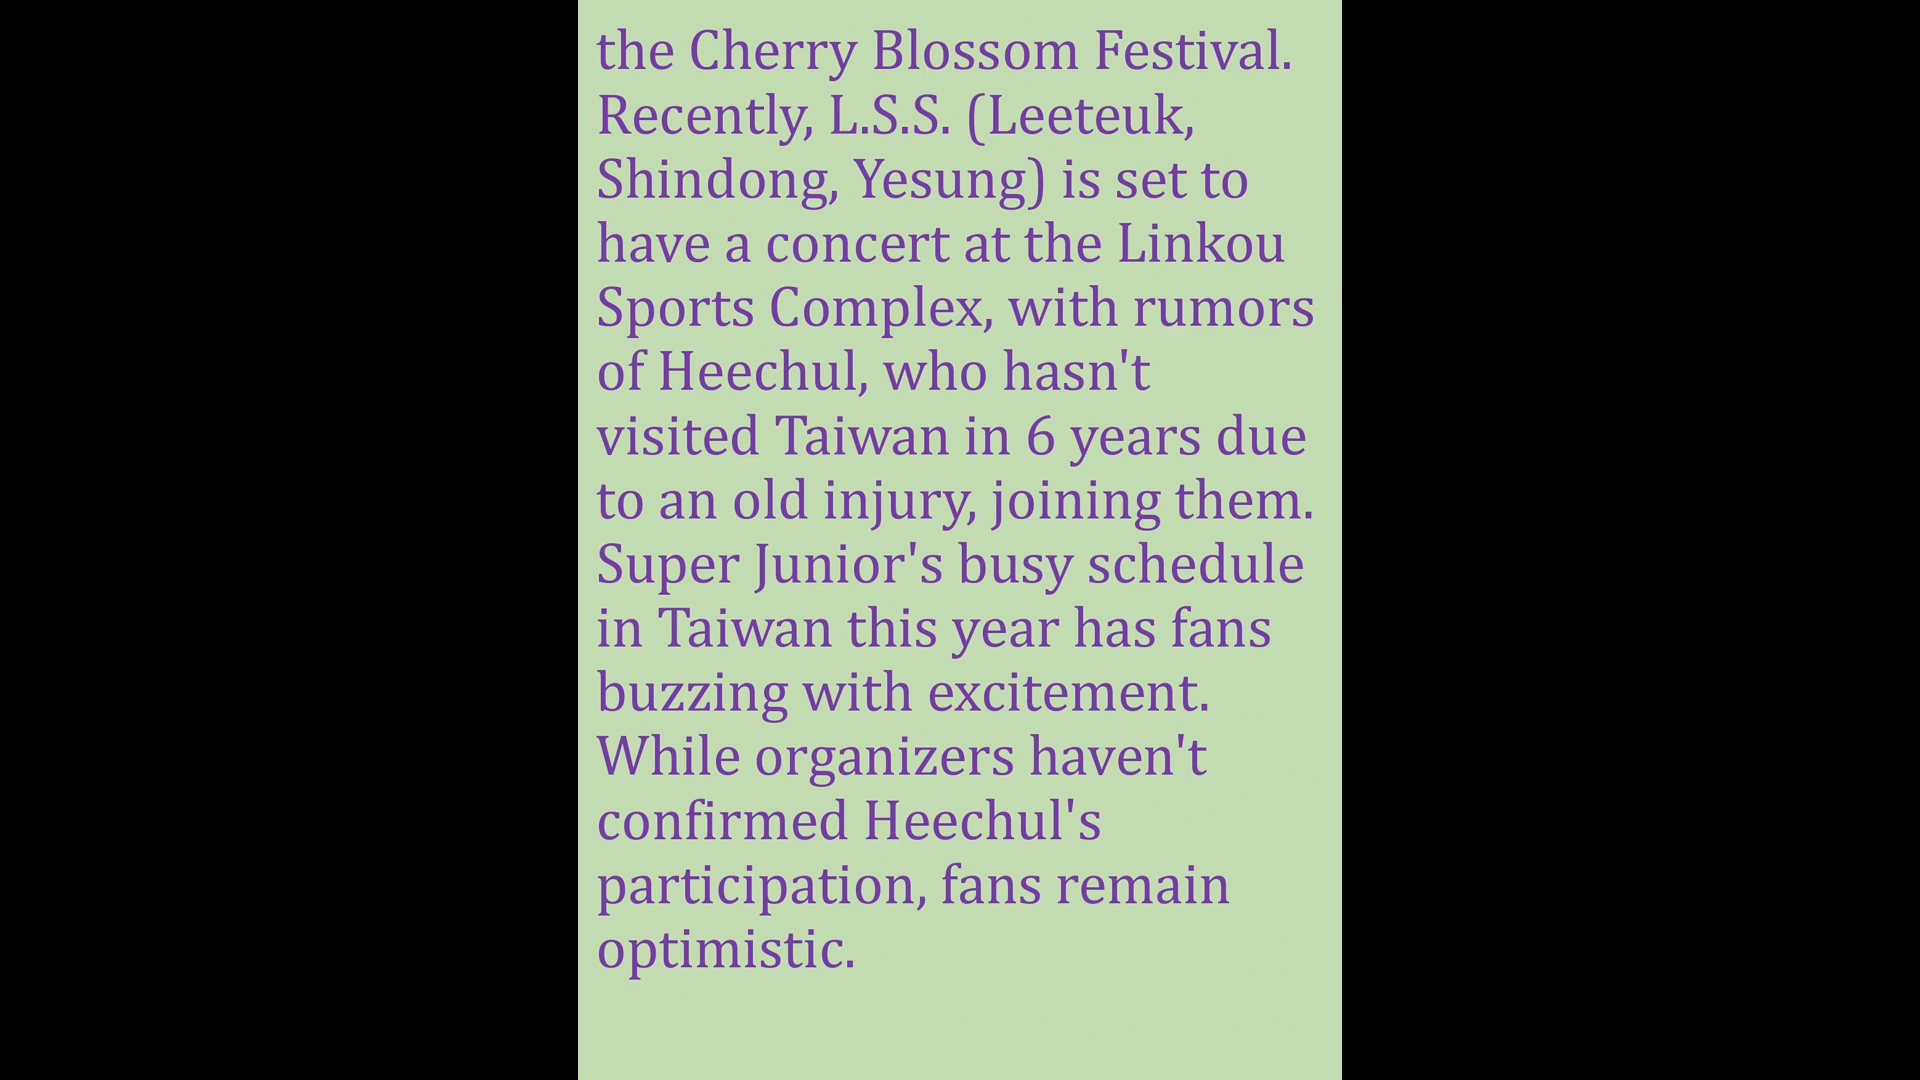 the Cherry Blossom Festival.
Recently, L.S.S. (Leeteuk,
Shindong, Yesung) is set to
have a concert at the Linkou
Sports Complex, with rumors
of Heechul, who hasn't
visited Taiwan in 6 years due
to an old injury, joining them.
Super Junior's busy schedule
in Taiwan this year has fans
buzzing with excitement.
While organizers haven't
confirmed Heechul's
participation, fans remain
optimistic.